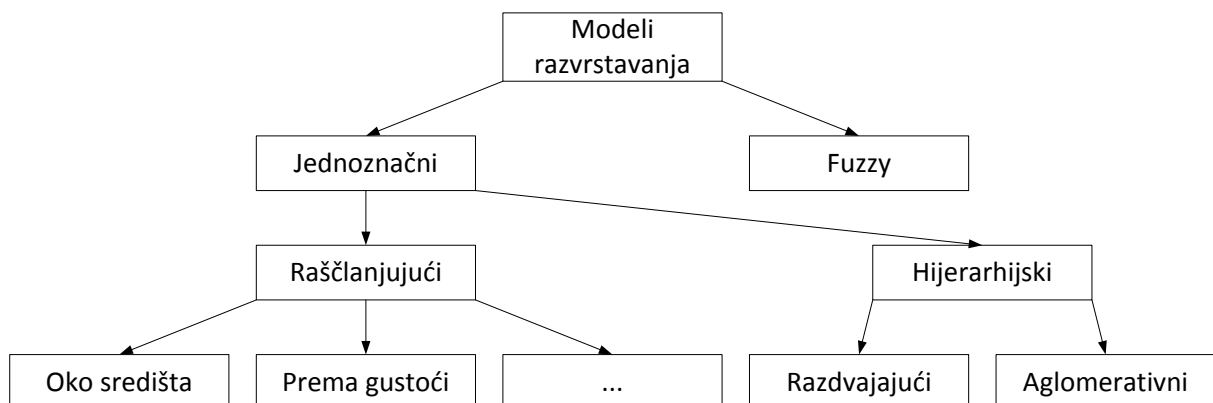 Modeli
razvrstavanja
Jednoznačni
Fuzzy
Raščlanjujući
Hijerarhijski
Oko središta
Prema gustoći
...
Razdvajajući
Aglomerativni